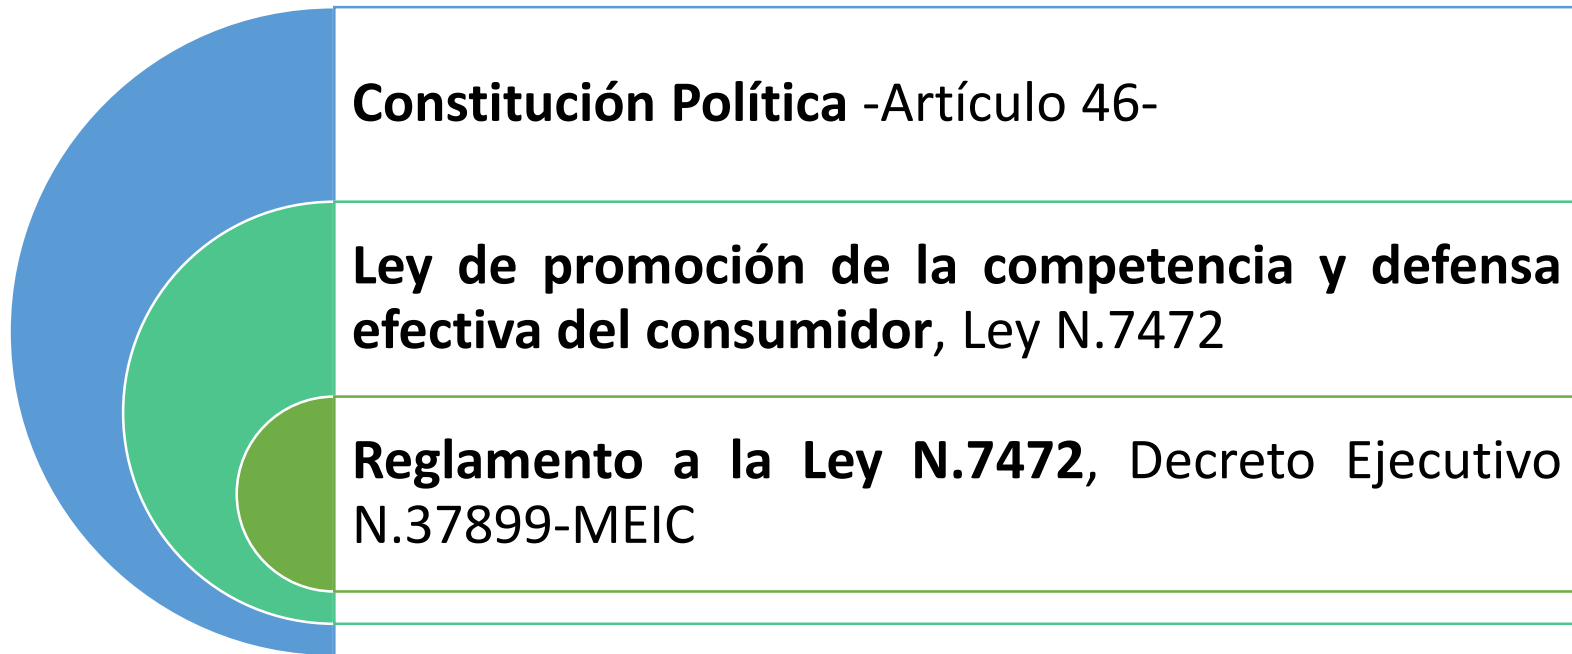 Constitución Política -Artículo 46-
Ley de promoción de la competencia y defensa
efectiva del consumidor, Ley N.7472
Reglamento a la Ley N.7472, Decreto Ejecutivo
N.37899-MEIC